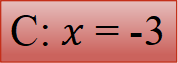 C: x = -3